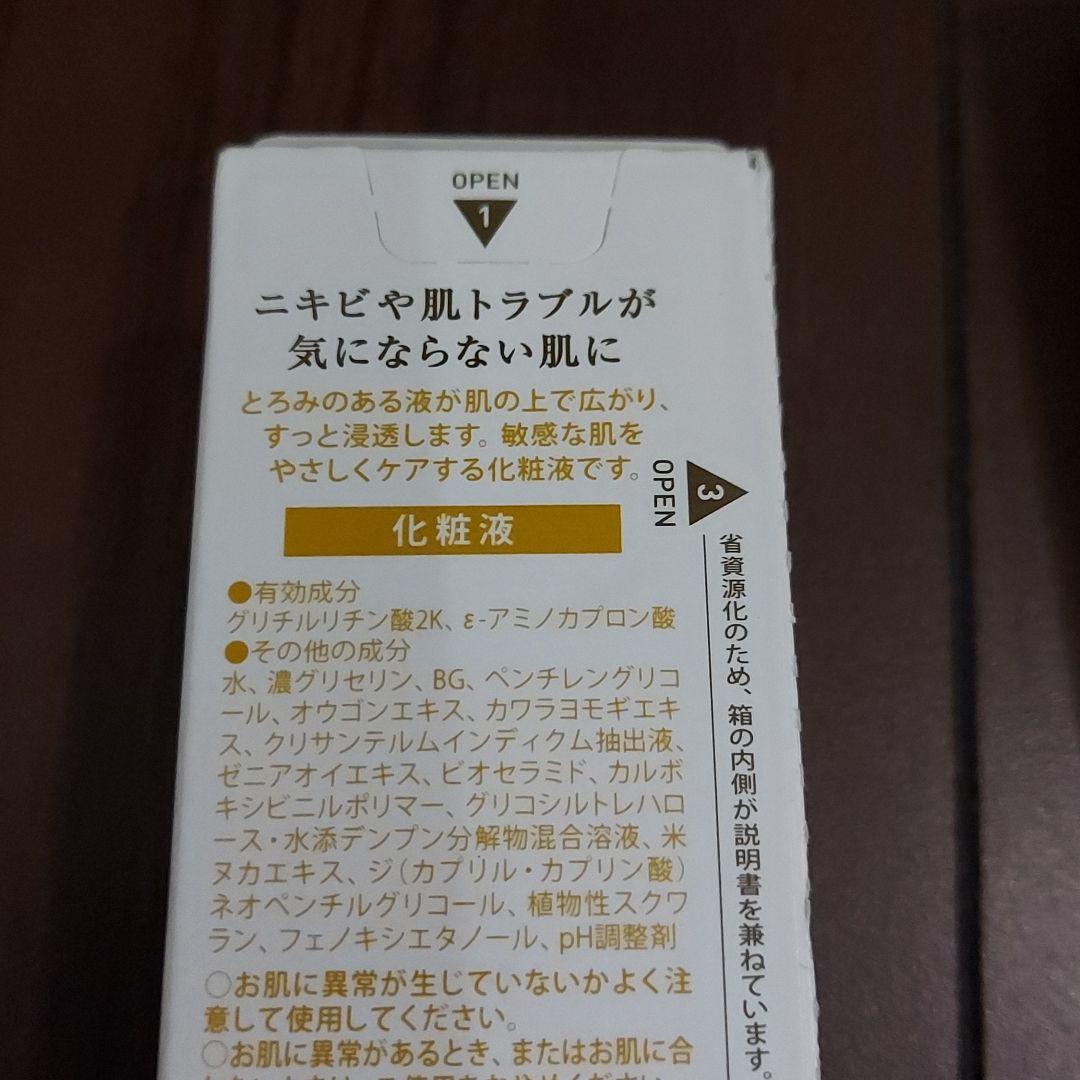 OPEN
1
ニキビや肌トラブルが
気にならない肌に
とろみのある液が肌の上で広がり、
すっと浸透します。敏感な肌を
やさしくケアする化粧液です。
化粧液
●有効成分
グリチルリチン酸2K、ε-アミノカプロン酸
●その他の成分
水、濃グリセリン、BG、ペンチレングリコ
ール、オウゴンエキス、カワラヨモギエキ
ス、クリサンテルムインディクム抽出液、
ゼニアオイエキス、ビオセラミド、カルボ
キシビニルポリマー、グリコシルトレハロ
ース・水添デンプン分解物混合溶液、米
ヌカエキス、ジ(カプリル・カプリン酸)
ネオペンチルグリコール、植物性スクワ
ラン、フェノキシエタノール、pH調整剤
○お肌に異常が生じていないかよく注
意して使用してください。
○お肌に異常があるとき、またはお肌に合
OPEN
3
省資源化のため、箱の内側が説明書を兼ねています。